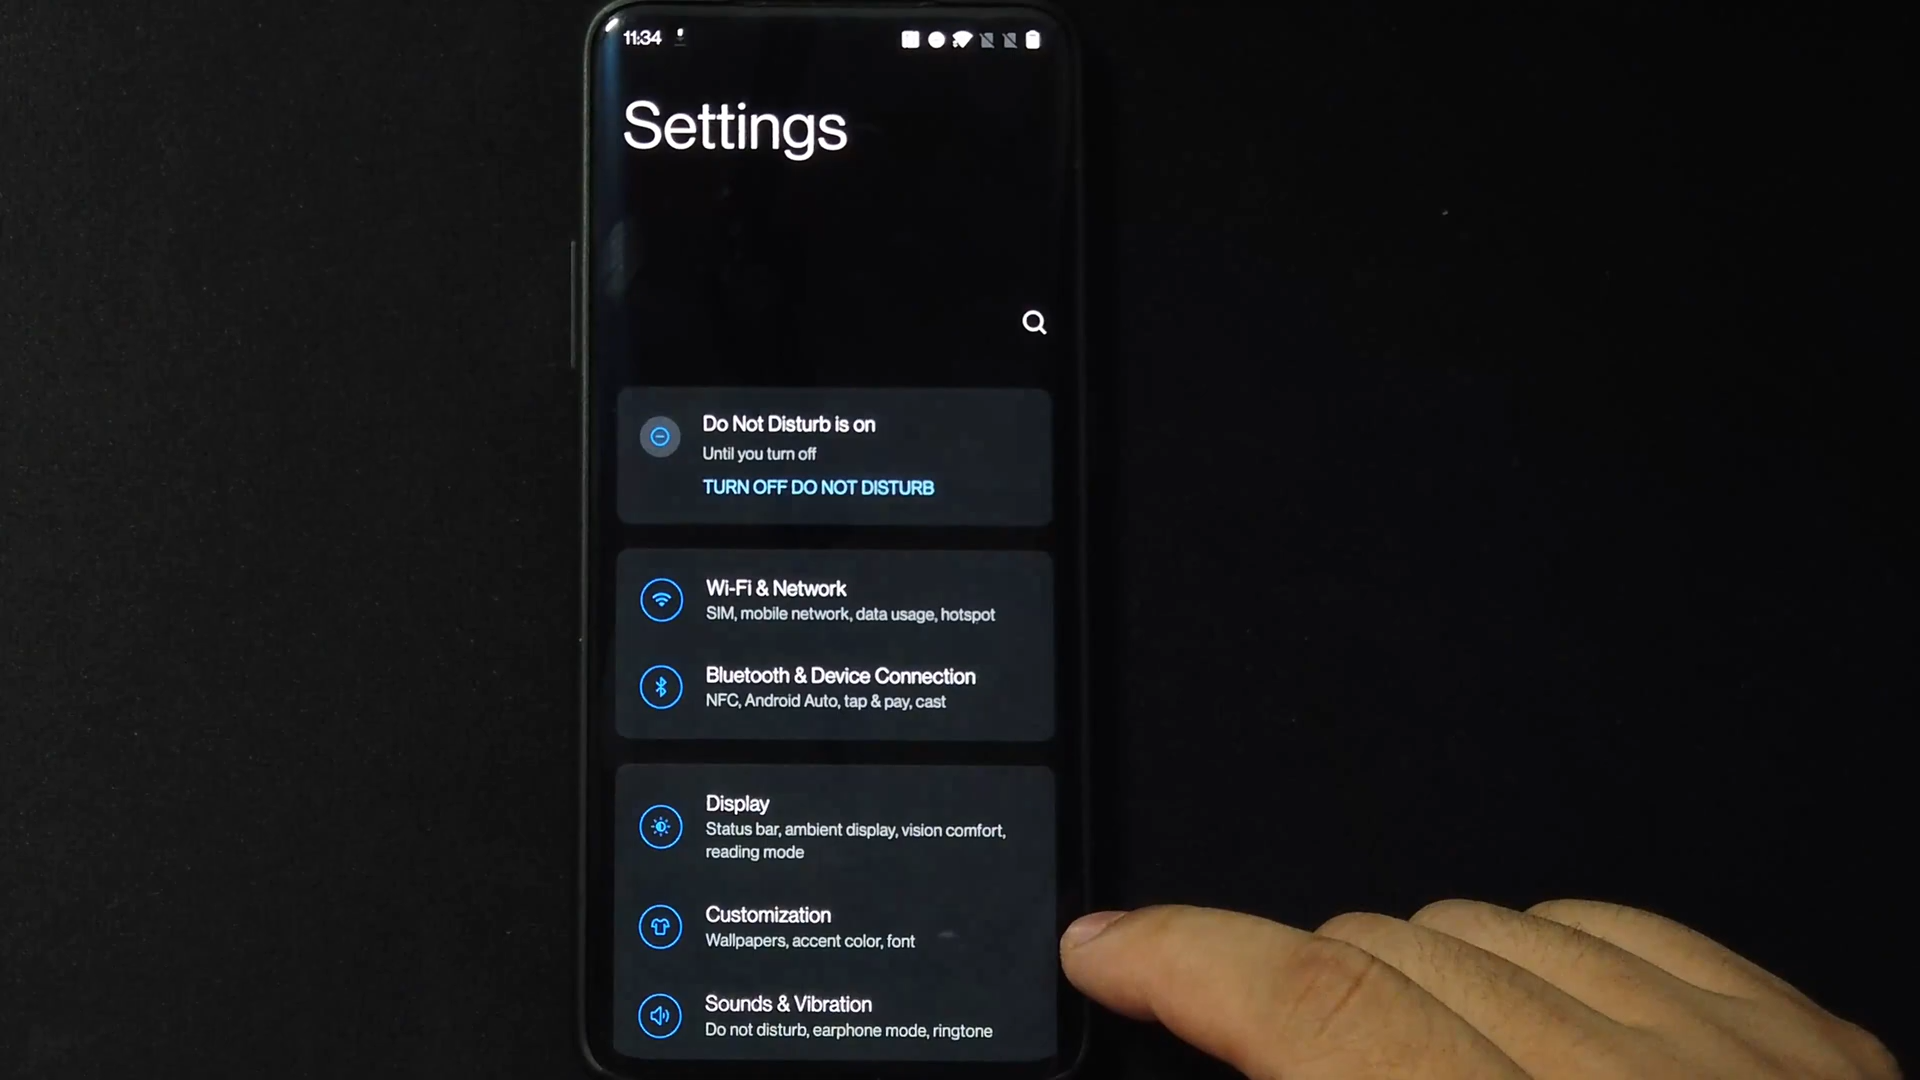 11:34
Settings
Do Not Disturb is on
Until you turn off
TURN OFF DO NOT DISTURB
Wi-Fi & Network
SIM, mobile network, data usage, hotspot
Bluetooth & Device Connection
NFC, Android Auto, tap & pay, cast
Display
Status bar, ambient display, vision comfort,
reading mode
Customization
Wallpapers, accent color, font
Sounds & Vibration
Do not disturb, earphone mode, ringtone